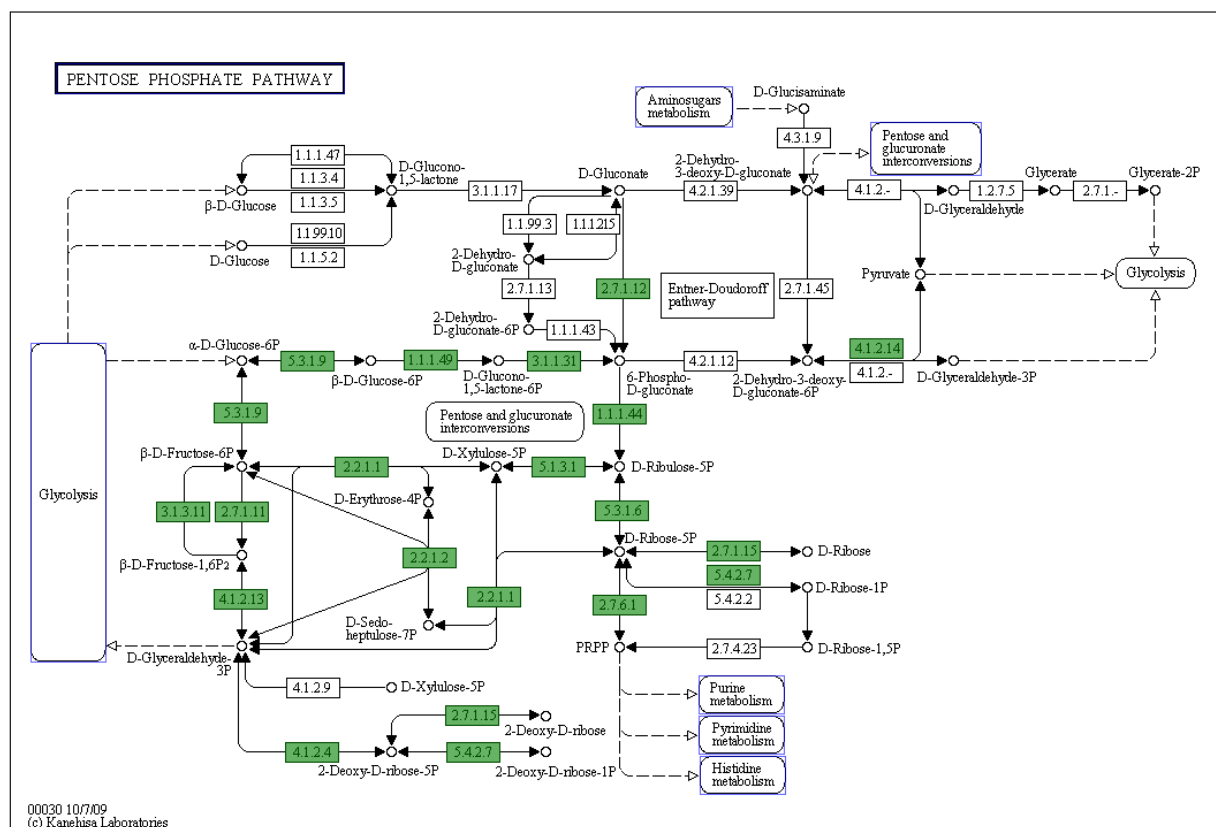 PENTOSE PHOSPHATE PATHWAY
Aminosugars
metabolism
D-Glucisaminate
4.3.1.9
Pentose and
glucuronate
interconversions
1.1.1.47
1.1.3.4
1.1.3.5
β-D-Glucose
D-Glucono-
1,5-lactone
3.1.1.17
D-Gluconate
4.2.1.39
2-Dehydro-
3-deoxy-D-gluconate
4.1.2.-
D-Glyceraldehyde
1.2.7.5
Glycerate
2.7.1.-
Glycerate-2P
1.1.99.10
1.1.5.2
D-Glucose
1.1.99.3
1.1.1.215
2-Dehydro-
D-gluconate
2.7.1.13
2.7.1.12
Entner-Doudoroff
pathway
2.7.1.45
Pyruvate
Glycolysis
2-Dehydro-
D-gluconate-6P
1.1.1.43
α-D-Glucose-6P
5.3.1.9
β-D-Glucose-6P
1.1.1.49
D-Glucono-
1,5-lactone-6P
3.1.1.31
6-Phospho-
D-gluconate
4.2.1.12
2-Dehydro-3-deoxy-
D-gluconate-6P
4.1.2.14
4.1.2.-
D-Glyceraldehyde-3P
5.3.1.9
Pentose and glucuronate
interconversions
1.1.1.44
β-D-Fructose-6P
2.2.1.1
D-Xylulose-5P
5.1.3.1
D-Ribulose-5P
Glycolysis
3.1.3.11
2.7.1.11
D-Erythrose-4P
5.3.1.6
β-D-Fructose-1,6P2
2.2.1.2
D-Ribose-5P
2.7.1.15
D-Ribose
4.1.2.13
2.2.1.1
2.7.6.1
5.4.2.7
5.4.2.2
D-Ribose-1P
D-Sedo-
heptulose-7P
D-Glyceraldehyde-
3P
PRPP
2.7.4.23
D-Ribose-1,5P
4.1.2.9
D-Xylulose-5P
Purine
metabolism
2.7.1.15
2-Deoxy-D-ribose
Pyrimidine
metabolism
4.1.2.4
2-Deoxy-D-ribose-5P
5.4.2.7
2-Deoxy-D-ribose-1P
Histidine
metabolism
00030 10/7/09
(c) Kanehisa Laboratories